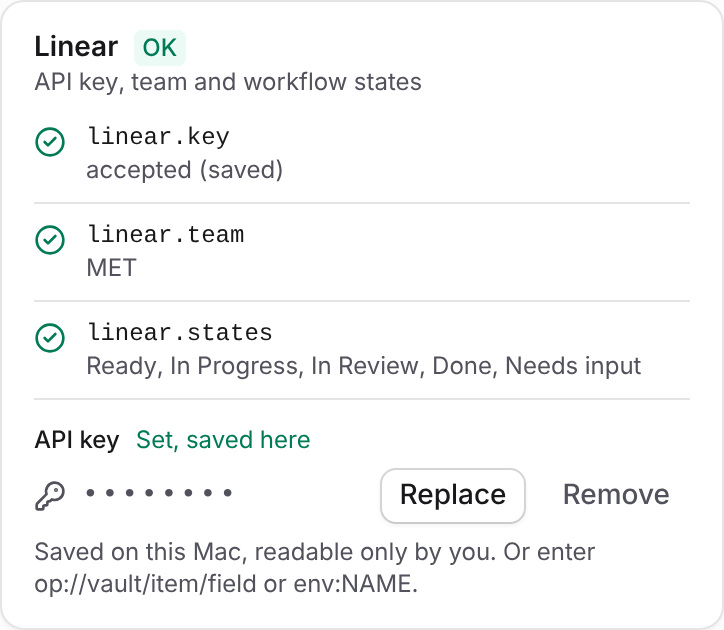 Linear OK
API key, team and workflow states
linear.key
accepted (saved)
linear.team
MET
linear.states
Ready, In Progress, In Review, Done, Needs input
API key Set, saved here
•••••••• Replace Remove
Saved on this Mac, readable only by you. Or enter
op://vault/item/field or env:NAME.